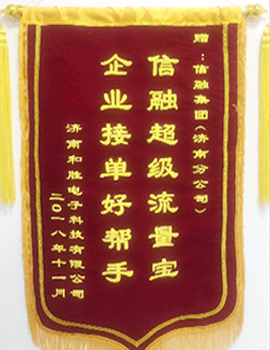 赠：信融集团（济南分公司）
信融超级流量宝
企业接单好帮手
济南和胜电子科技有限公司
二〇一八年十一月